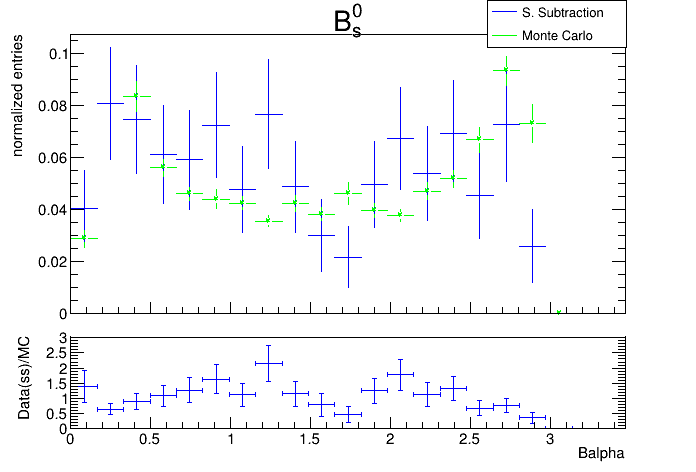 B_s^0
S. Subtraction
Monte Carlo
normalized entries
0.1
0.08
0.06
0.04
0.02
0
Data(ss)/MC
3
2.5
2
1.5
1
0.5
0
0 0.5 1 1.5 2 2.5 3
Balpha